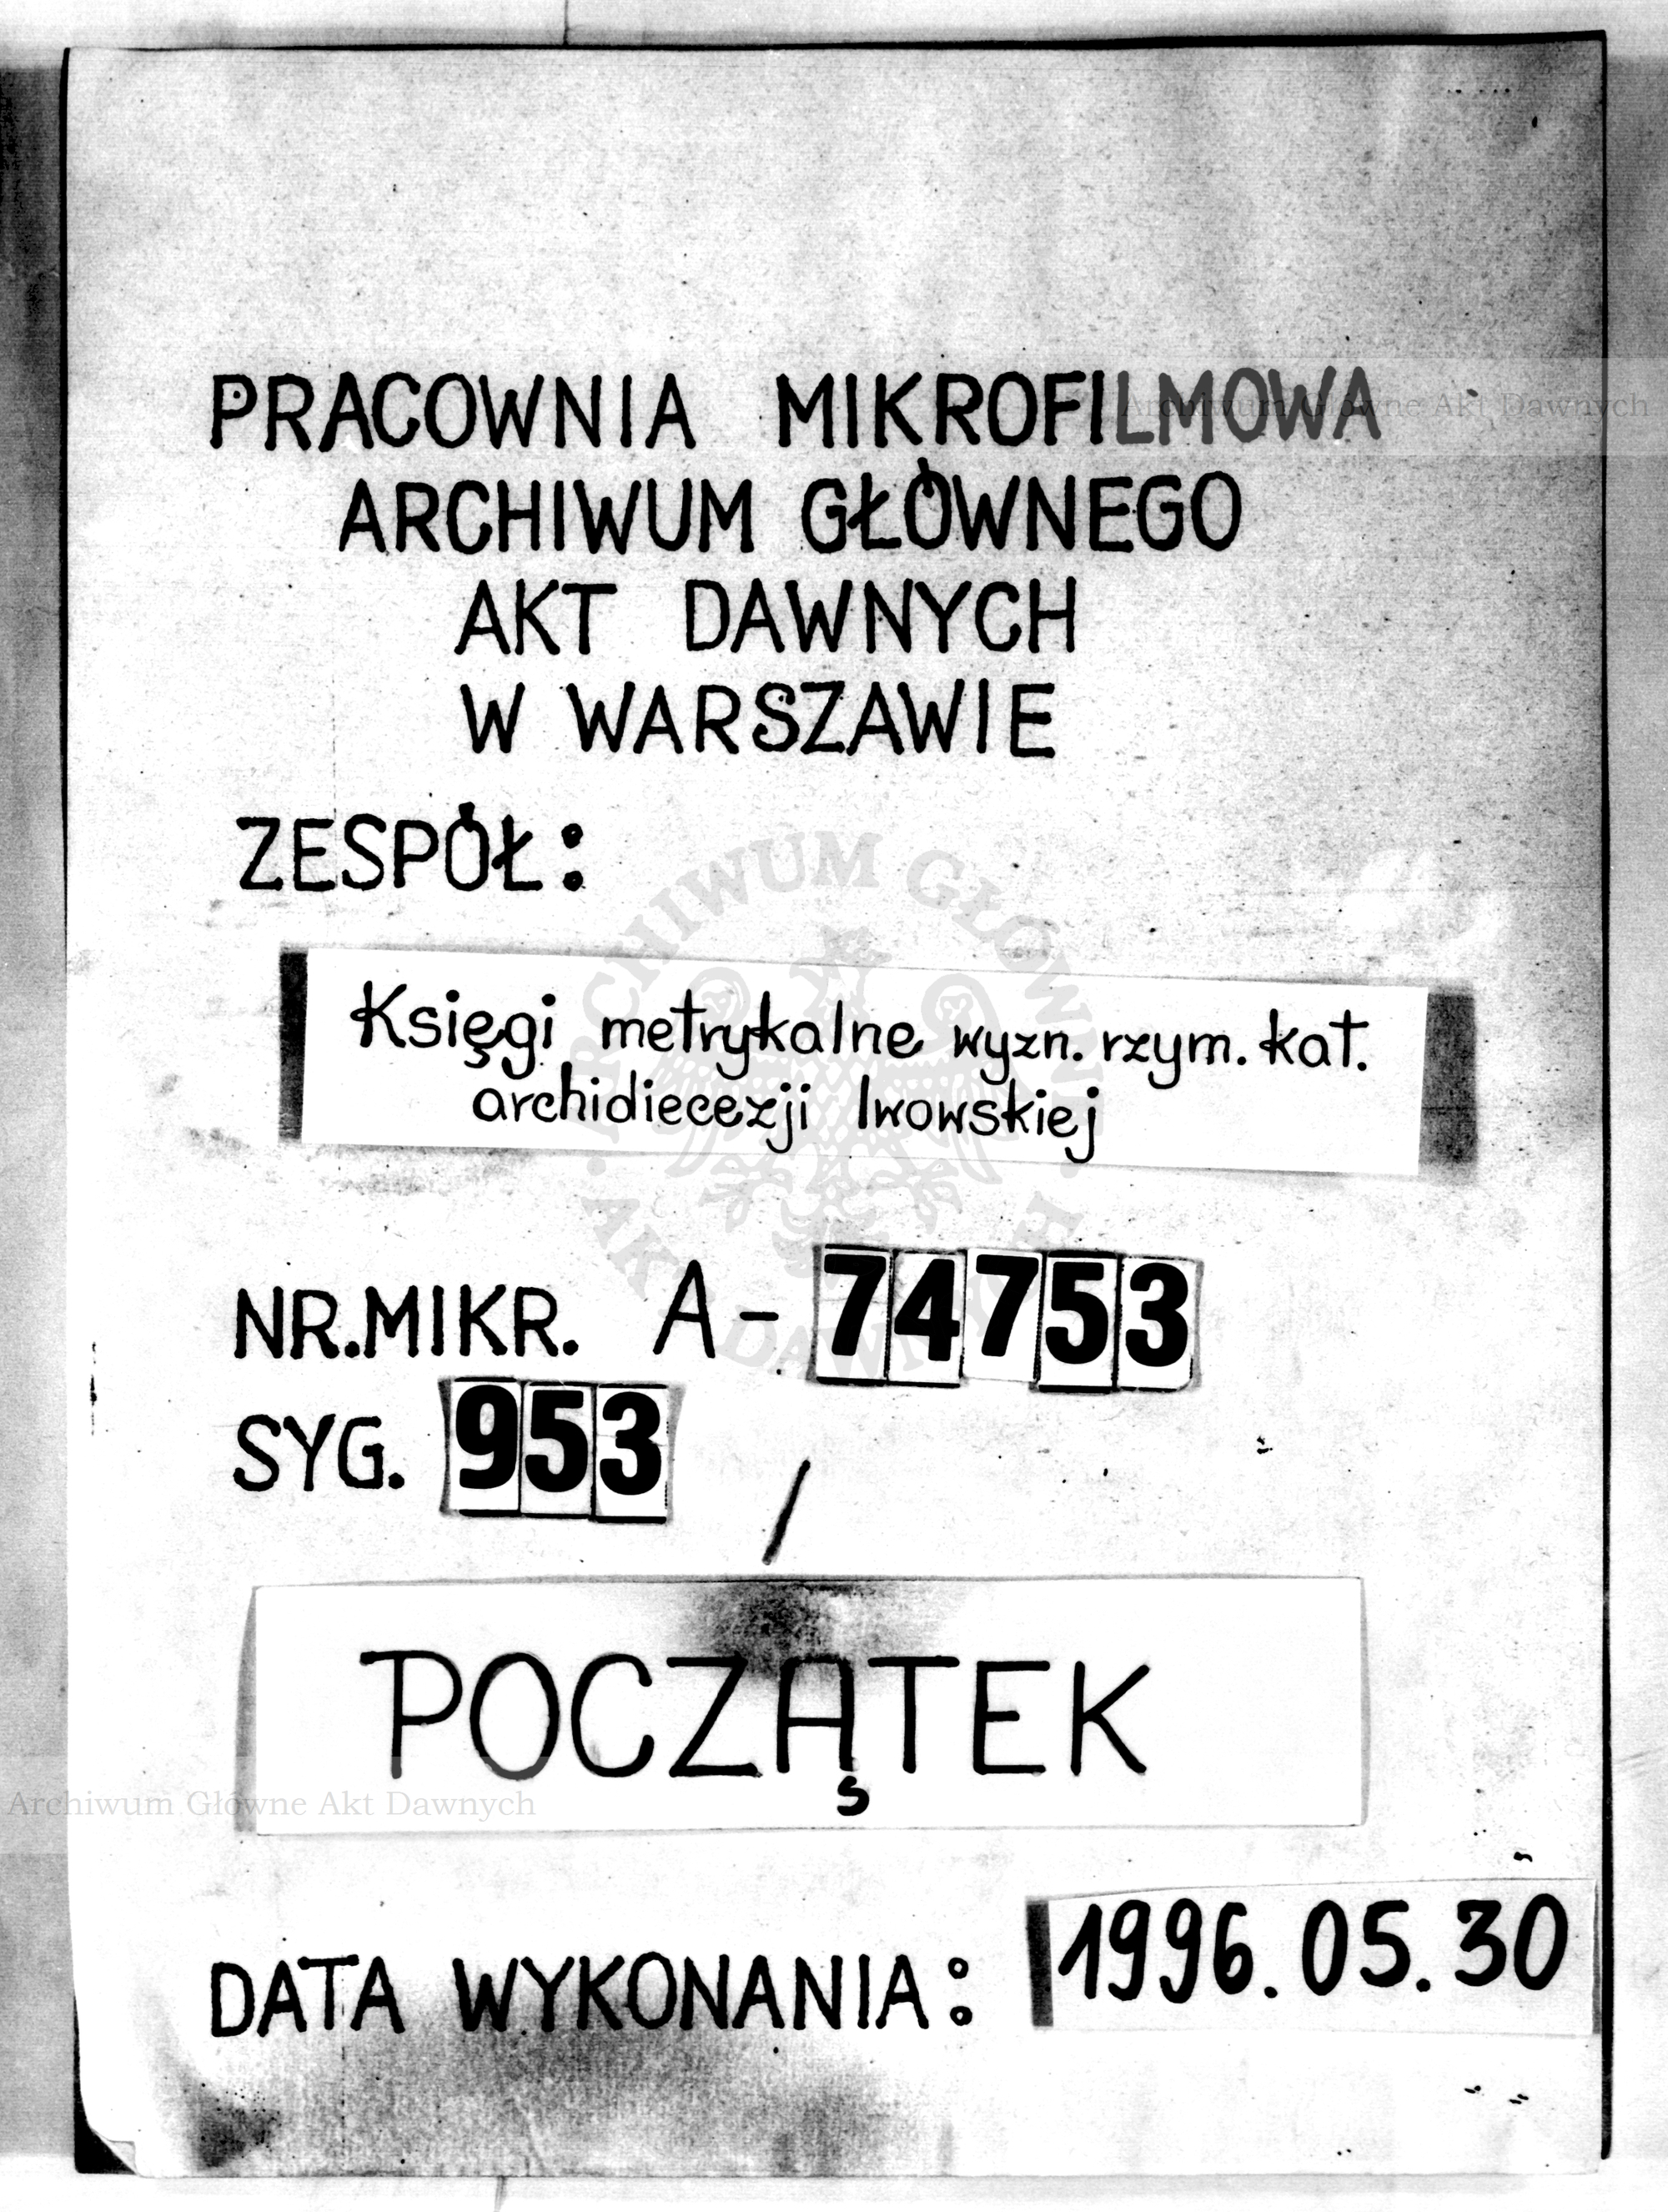 PRACOWNIA MIKROFILMOWA
Archiwum Główne Akt Dawnych
ARCHIWUM GŁÓWNEGO
AKT DAWNYCH
W WARSZAWIE
ZESPÓŁ:
Księgi metrykalne wyzn. rzym. kat.
archidiecezji lwowskiej
NR.MIKR. A-74753
SYG. 953 /
POCZĄTEK
Archiwum Główne Akt Dawnych
DATA WYKONANIA: 1996.05.30